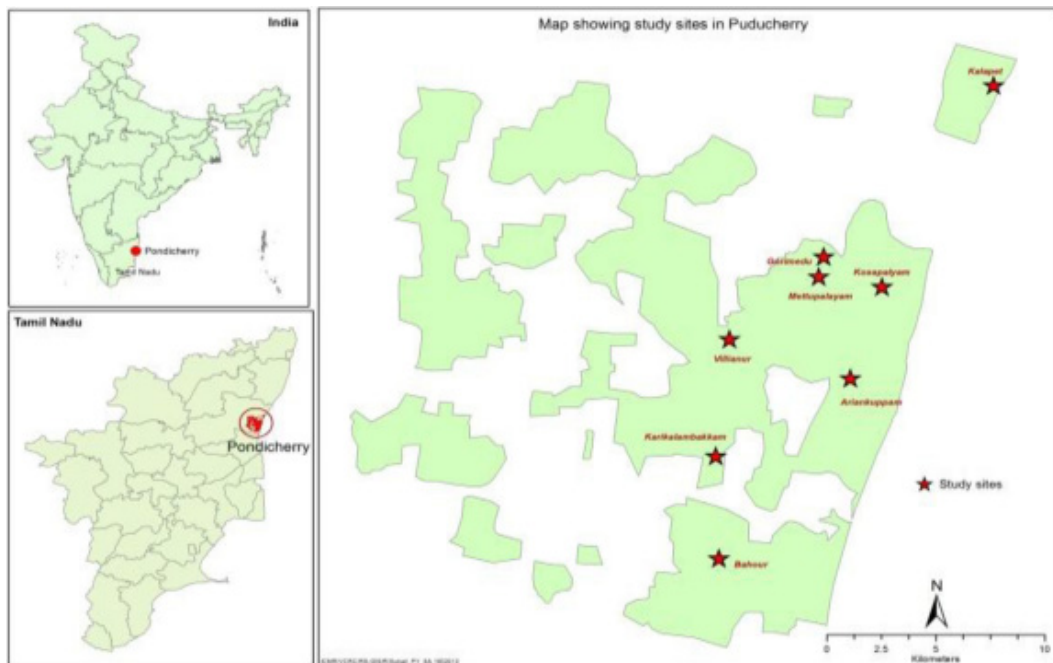 India
Pondicherry
Tamil Nadu
Tamil Nadu
Pondicherry
Map showing study sites in Puducherry
Kalapet
Gorimedu
Kosapalyam
Mettupalayam
Villianur
Ariankuppam
Karikalambakkam
Study sites
Bahour
N
0 2.5 5 10
Kilometers